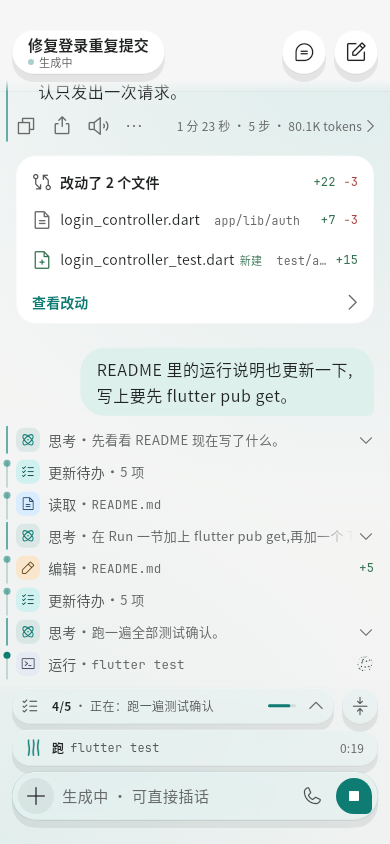 修复登录重复提交
生成中
认只发出一次请求。
1 分 23 秒 · 5 步 · 80.1K tokens
改动了 2 个文件 +22 -3
login_controller.dart app/lib/auth +7 -3
login_controller_test.dart 新建 test/a… +15
查看改动
README 里的运行说明也更新一下,
写上要先 flutter pub get。
思考 · 先看看 README 现在写了什么。
更新待办 · 5 项
读取 · README.md
思考 · 在 Run 一节加上 flutter pub get,再加一个
编辑 · README.md +5
更新待办 · 5 项
思考 · 跑一遍全部测试确认。
运行 · flutter test
4/5 · 正在：跑一遍测试确认
跑 flutter test 0:19
生成中 · 可直接插话